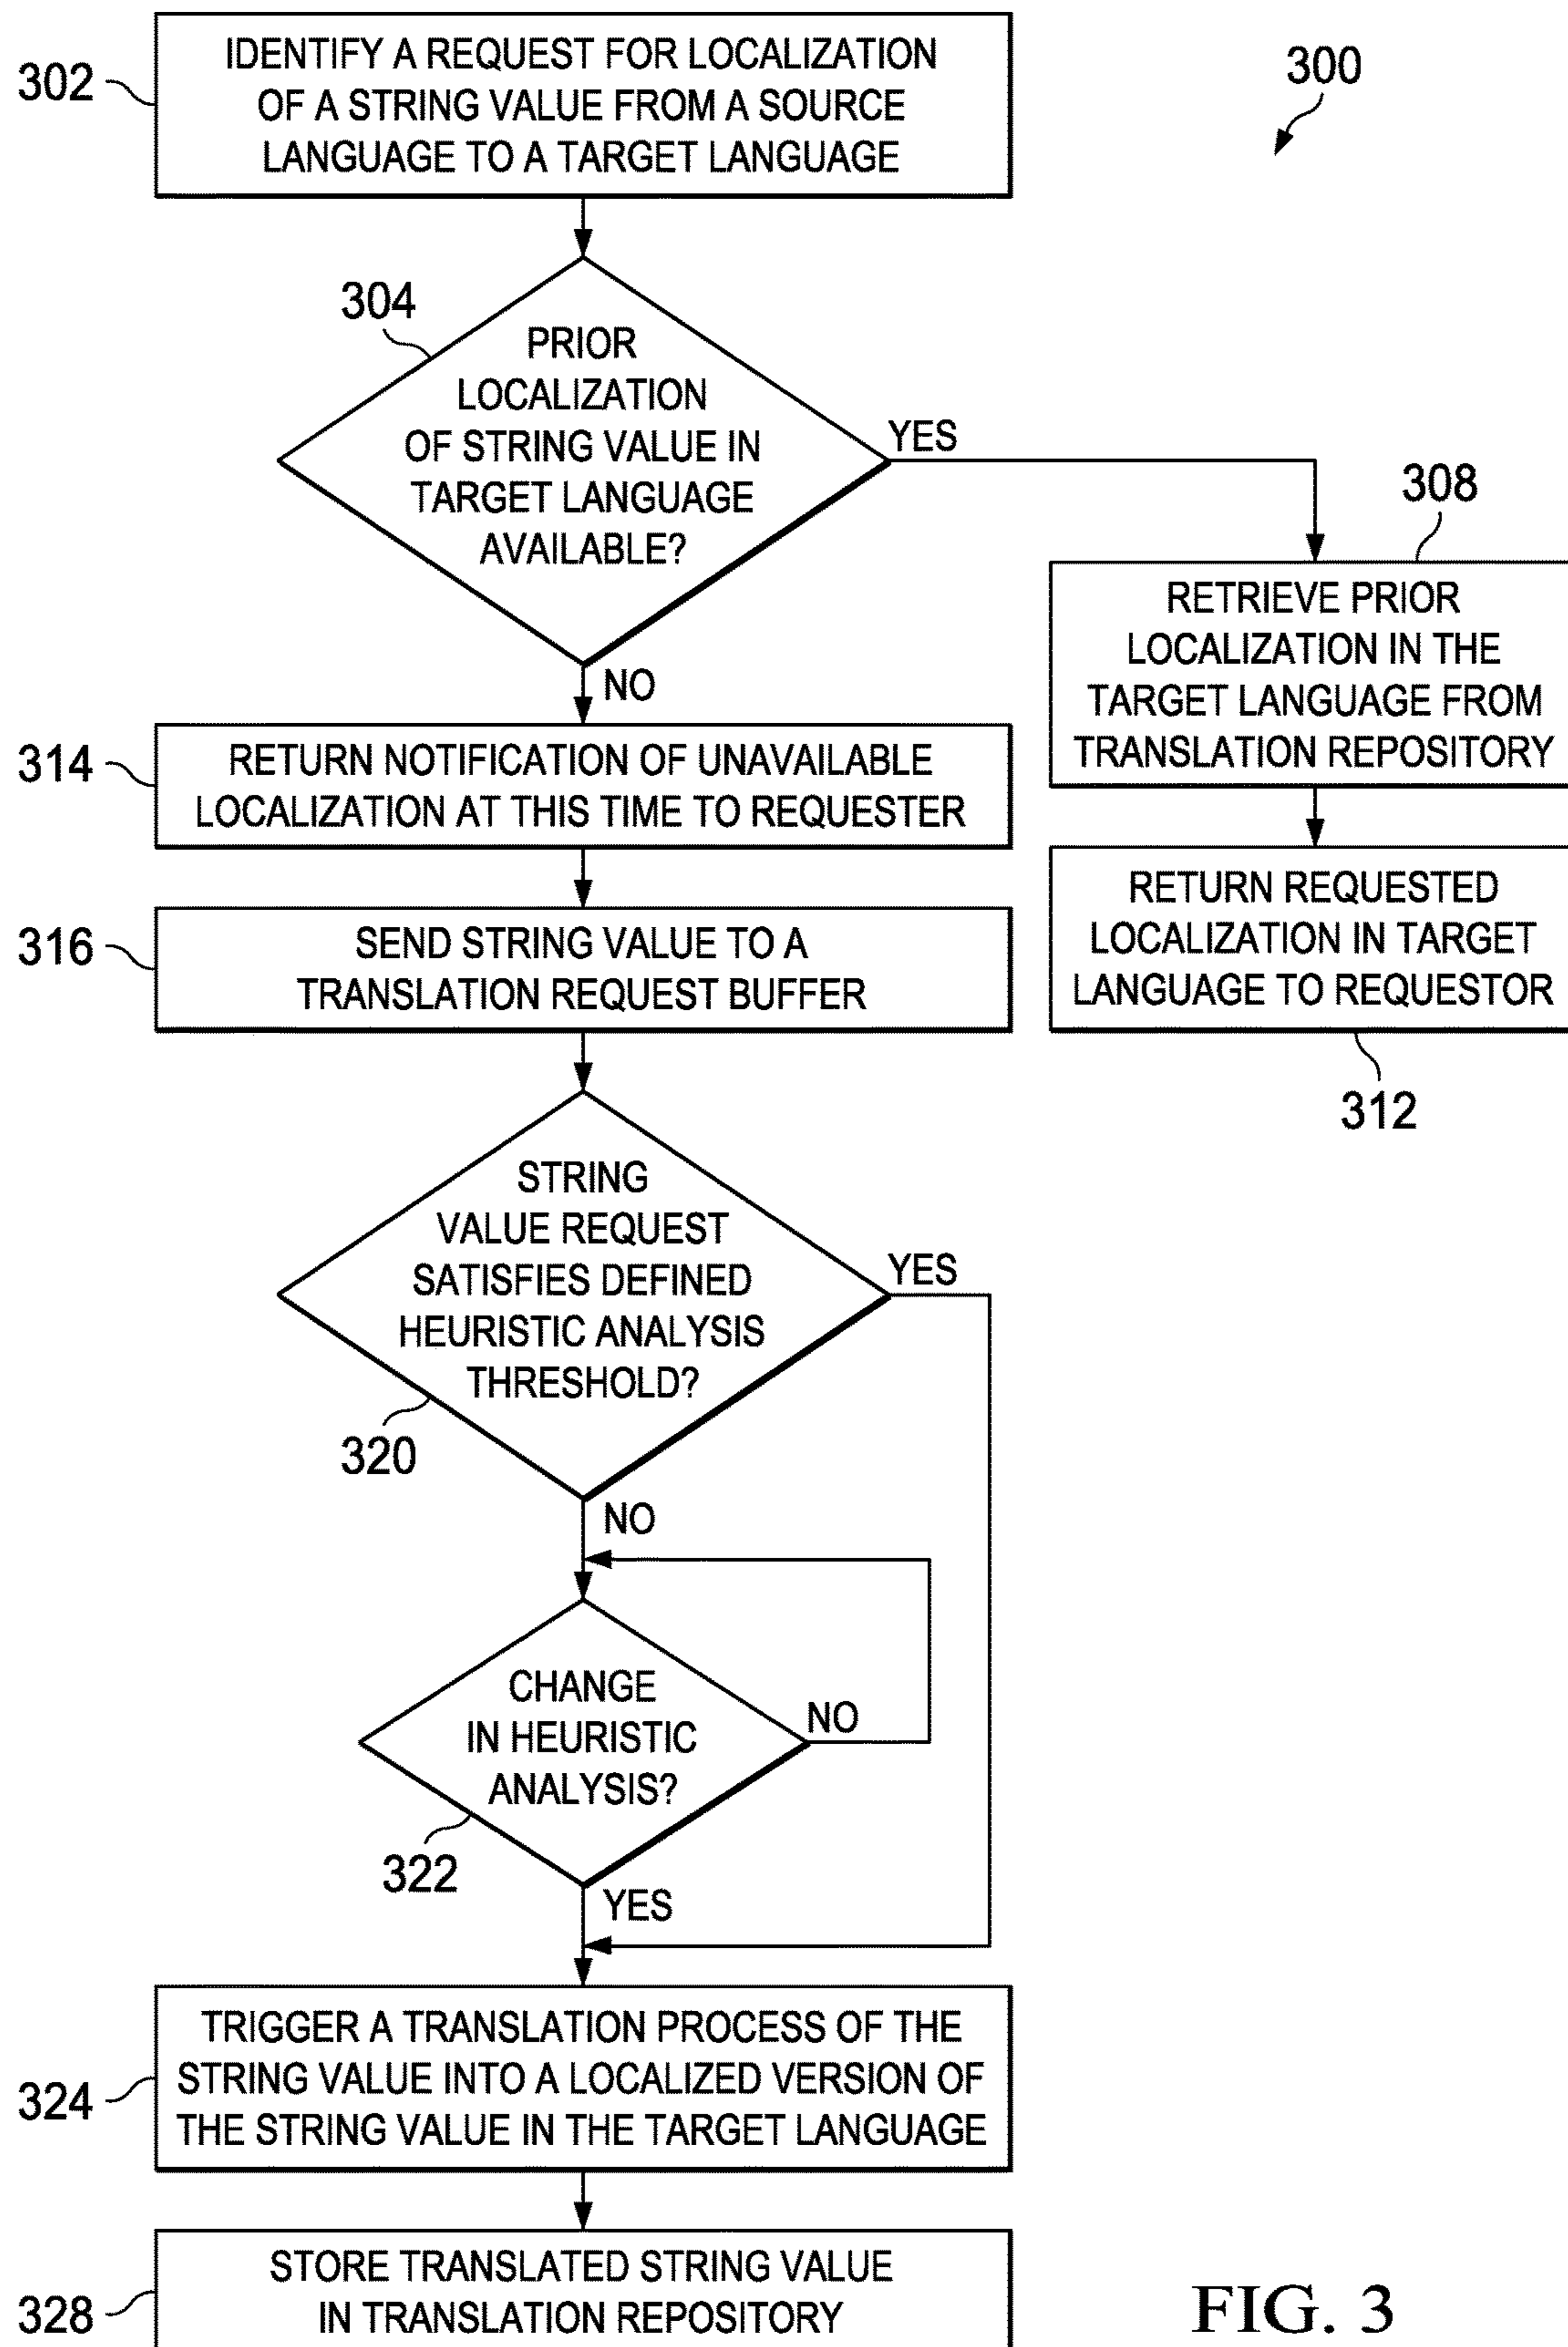 302
IDENTIFY A REQUEST FOR LOCALIZATION
OF A STRING VALUE FROM A SOURCE
LANGUAGE TO A TARGET LANGUAGE
300
304
PRIOR
LOCALIZATION
OF STRING VALUE IN
TARGET LANGUAGE
AVAILABLE?
YES
NO
308
RETRIEVE PRIOR
LOCALIZATION IN THE
TARGET LANGUAGE FROM
TRANSLATION REPOSITORY
RETURN REQUESTED
LOCALIZATION IN TARGET
LANGUAGE TO REQUESTOR
312
314
RETURN NOTIFICATION OF UNAVAILABLE
LOCALIZATION AT THIS TIME TO REQUESTER
316
SEND STRING VALUE TO A
TRANSLATION REQUEST BUFFER
STRING
VALUE REQUEST
SATISFIES DEFINED
HEURISTIC ANALYSIS
THRESHOLD?
YES
320
NO
CHANGE
IN HEURISTIC
ANALYSIS?
NO
322
YES
324
TRIGGER A TRANSLATION PROCESS OF THE
STRING VALUE INTO A LOCALIZED VERSION OF
THE STRING VALUE IN THE TARGET LANGUAGE
328
STORE TRANSLATED STRING VALUE
IN TRANSLATION REPOSITORY
FIG. 3